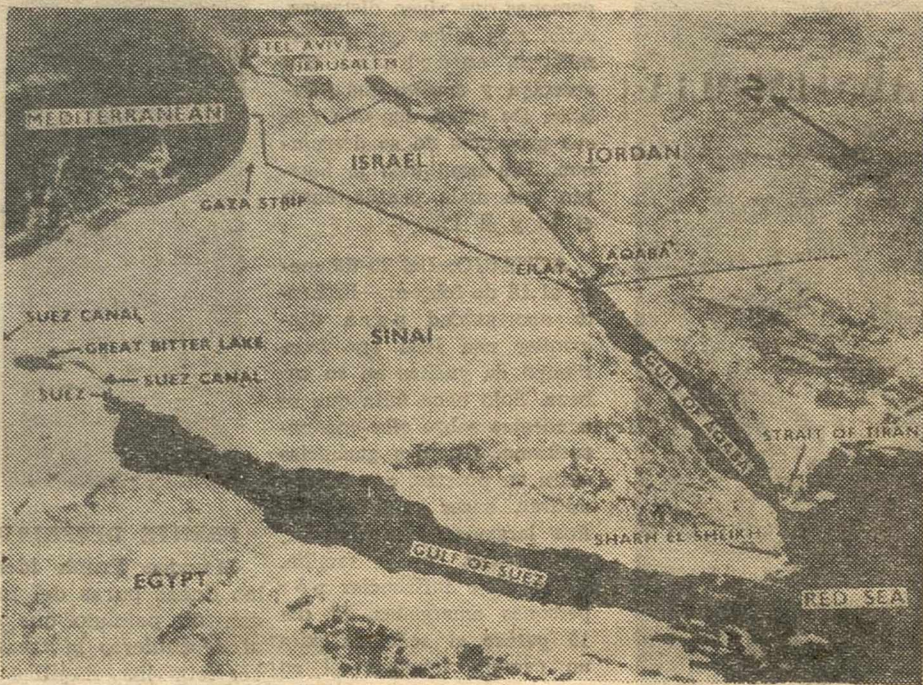 TEL AVIV
JERUSALEM
N
MEDITERRANEAN
ISRAEL
JORDAN
GAZA STRIP
EILAT
AQABA
SUEZ CANAL
SINAI
GREAT BITTER LAKE
SUEZ CANAL
SUEZ
GULF OF AQABA
STRAIT OF TIRAN
SHARM EL SHEIKH
GULF OF SUEZ
EGYPT
RED SEA